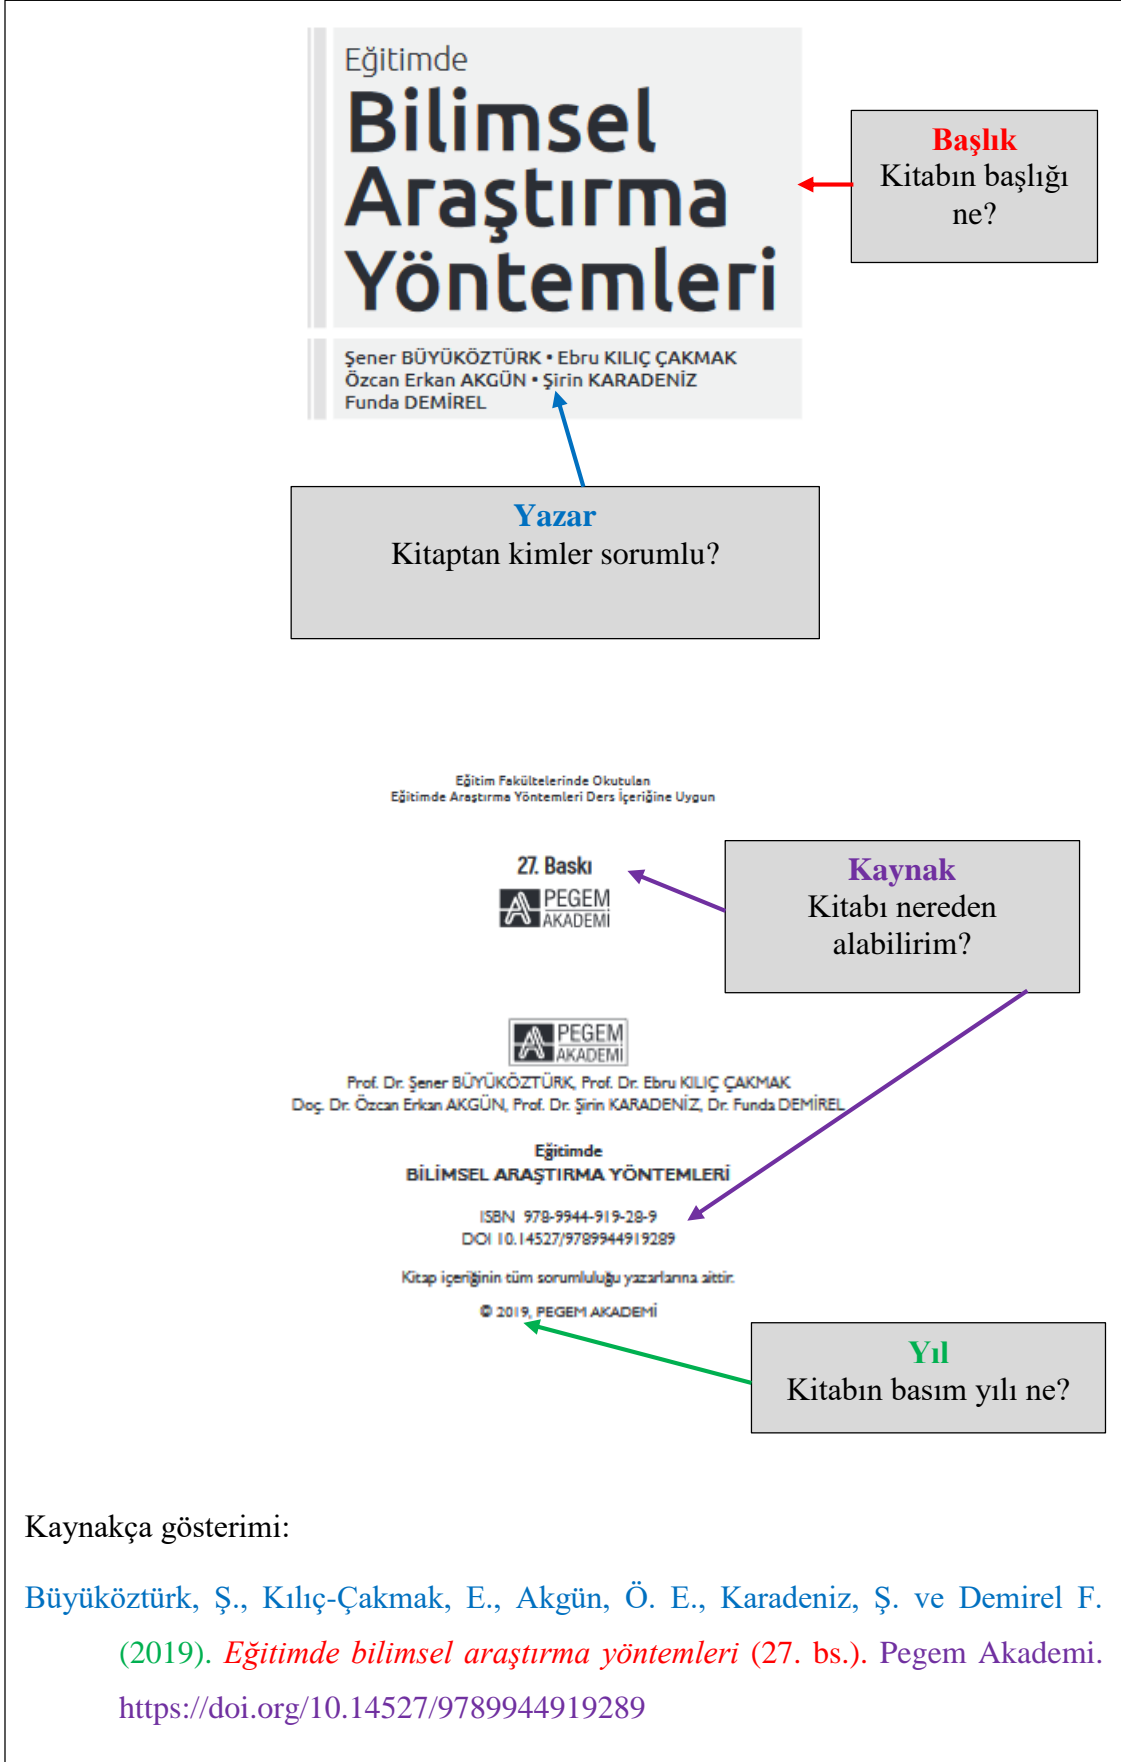 Eğitimde
Bilimsel
Araştırma
Yöntemleri
Başlık
Kitabın başlığı
ne?
Şener BÜYÜKÖZTÜRK • Ebru KILIÇ ÇAKMAK
Özcan Erkan AKGÜN • Şirin KARADENİZ
Funda DEMİREL
Yazar
Kitaptan kimler sorumlu?
Eğitim Fakültelerinde Okutulan
Eğitimde Araştırma Yöntemleri Ders İçeriğine Uygun
27. Baskı
PEGEM
AKADEMİ
Kaynak
Kitabı nereden
alabilirim?
PEGEM
AKADEMİ
Prof. Dr. Şener BÜYÜKÖZTÜRK, Prof. Dr. Ebru KILIÇ ÇAKMAK
Doç. Dr. Özcan Erkan AKGÜN, Prof. Dr. Şirin KARADENİZ, Dr. Funda DEMİREL
Eğitimde
BİLİMSEL ARAŞTIRMA YÖNTEMLERİ
ISBN 978-9944-919-28-9
DOI 10.14527/9789944919289
Kitap içeriğinin tüm sorumluluğu yazarlarına aittir.
© 2019, PEGEM AKADEMİ
Yıl
Kitabın basım yılı ne?
Kaynakça gösterimi:
Büyüköztürk, Ş., Kılıç-Çakmak, E., Akgün, Ö. E., Karadeniz, Ş. ve Demirel F.
(2019). Eğitimde bilimsel araştırma yöntemleri (27. bs.). Pegem Akademi.
https://doi.org/10.14527/9789944919289